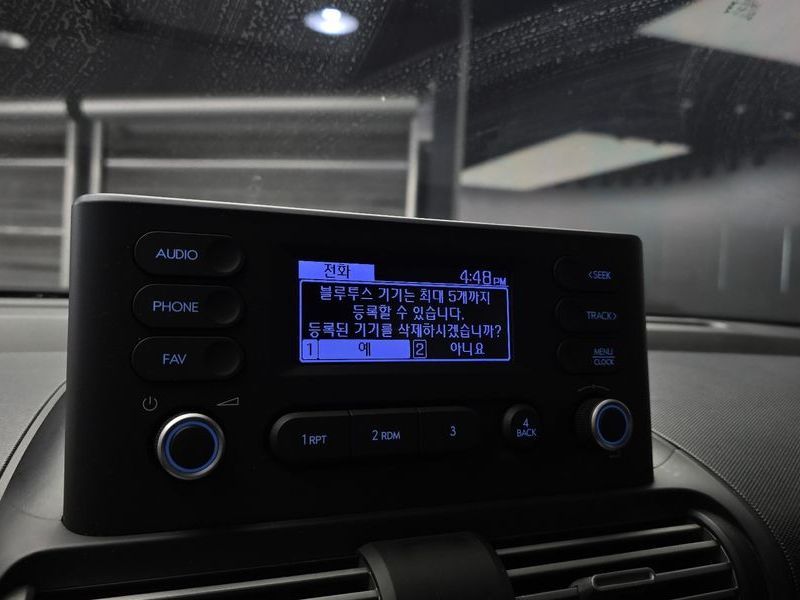 AUDIO
PHONE
FAV
전화 4:48 PM
블루투스 기기는 최대 5개까지
등록할 수 있습니다.
등록된 기기를 삭제하시겠습니까?
1 예 2 아니요
<SEEK
TRACK>
MENU
CLOCK
1 RPT 2 RDM 3 4
BACK